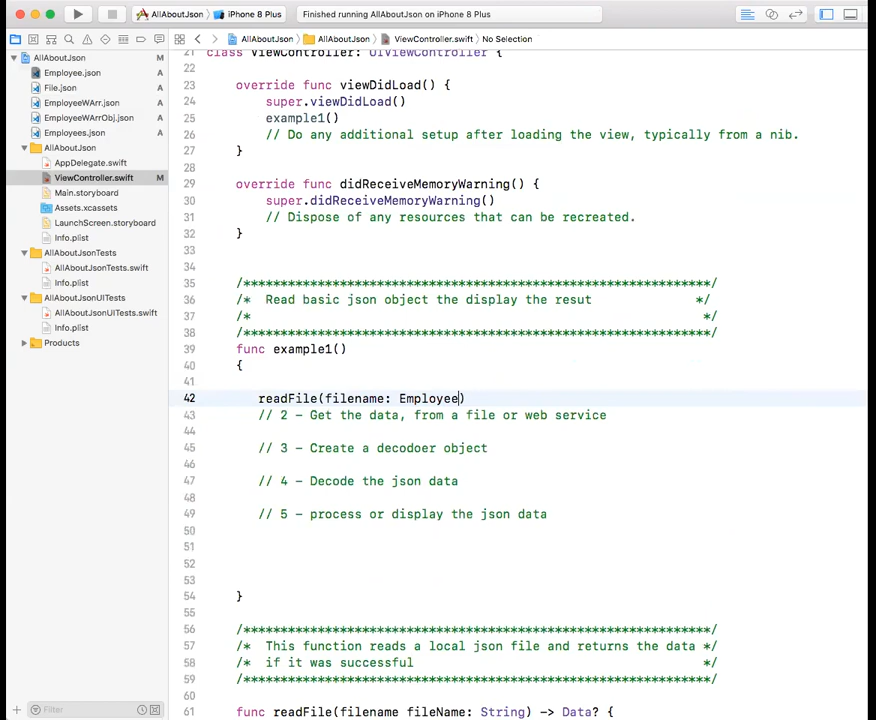 AllAboutJson
iPhone 8 Plus
Finished running AllAboutJson on iPhone 8 Plus
AllAboutJson
AllAboutJson
ViewController.swift
No Selection
AllAboutJson M
Employee.json A
File.json A
EmployeeWArr.json A
EmployeeWArrObj.json A
Employees.json A
AllAboutJson
AppDelegate.swift
ViewController.swift M
Main.storyboard
Assets.xcassets
LaunchScreen.storyboard
Info.plist
AllAboutJsonTests
AllAboutJsonTests.swift
Info.plist
AllAboutJsonUITests
AllAboutJsonUITests.swift
Info.plist
Products
Filter
21 class ViewController: UIViewController {
22
23 override func viewDidLoad() {
24 super.viewDidLoad()
25 example1()
26 // Do any additional setup after loading the view, typically from a nib.
27 }
28
29 override func didReceiveMemoryWarning() {
30 super.didReceiveMemoryWarning()
31 // Dispose of any resources that can be recreated.
32 }
33
34
35 /***************************************************************/
36 /* Read basic json object the display the resut */
37 /* */
38 /***************************************************************/
39 func example1()
40 {
41
42 readFile(filename: Employee)
43 // 2 - Get the data, from a file or web service
44
45 // 3 - Create a decodoer object
46
47 // 4 - Decode the json data
48
49 // 5 - process or display the json data
50
51
52
53
54 }
55
56 /***************************************************************/
57 /* This function reads a local json file and returns the data */
58 /* if it was successful */
59 /***************************************************************/
60
61 func readFile(filename fileName: String) -> Data? {